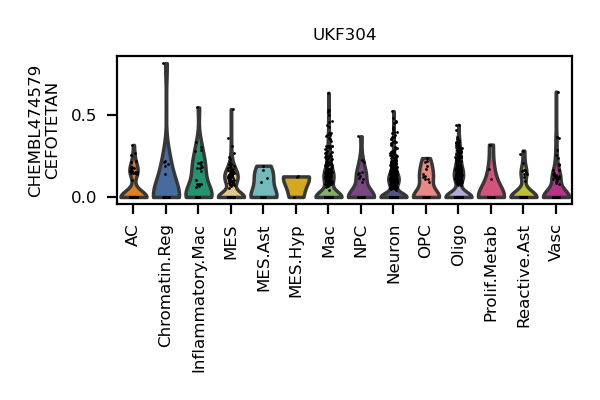 UKF304
CHEMBL474579
CEFOTETAN
0.5
0.0
AC
Chromatin.Reg
Inflammatory.Mac
MES
MES.Ast
MES.Hyp
Mac
NPC
Neuron
OPC
Oligo
Prolif.Metab
Reactive.Ast
Vasc